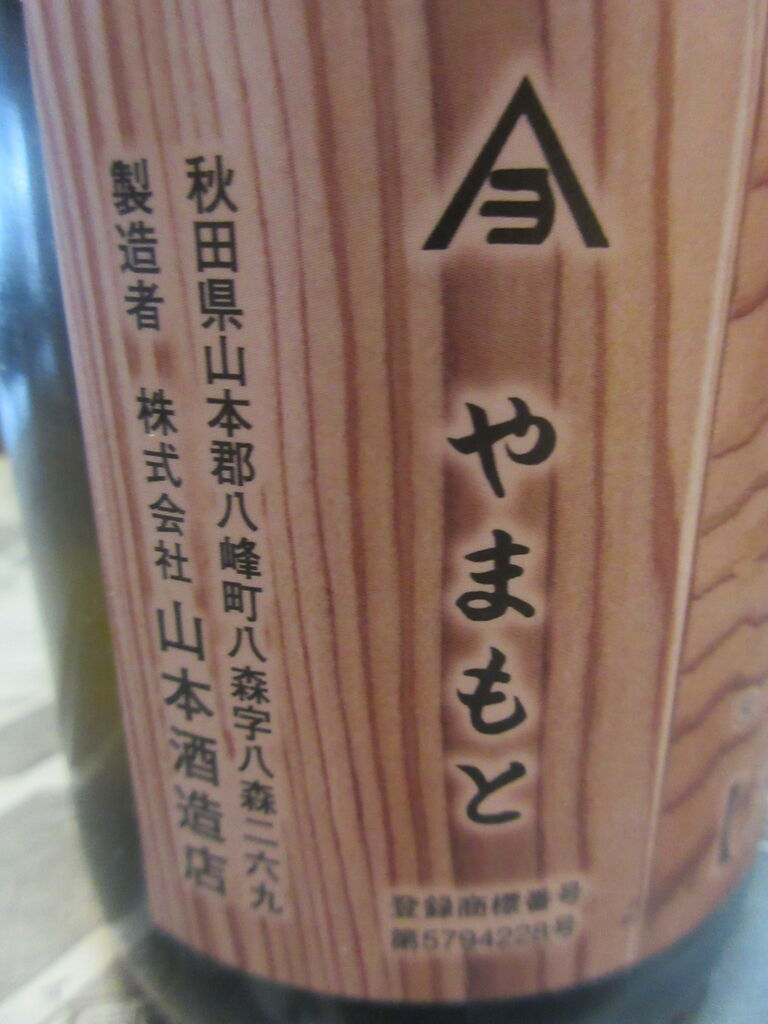 ヨ
やまもと
登録商標番号
第5794228号
秋田県山本郡八峰町八森字八森二六九
製造者 株式会社 山本酒造店